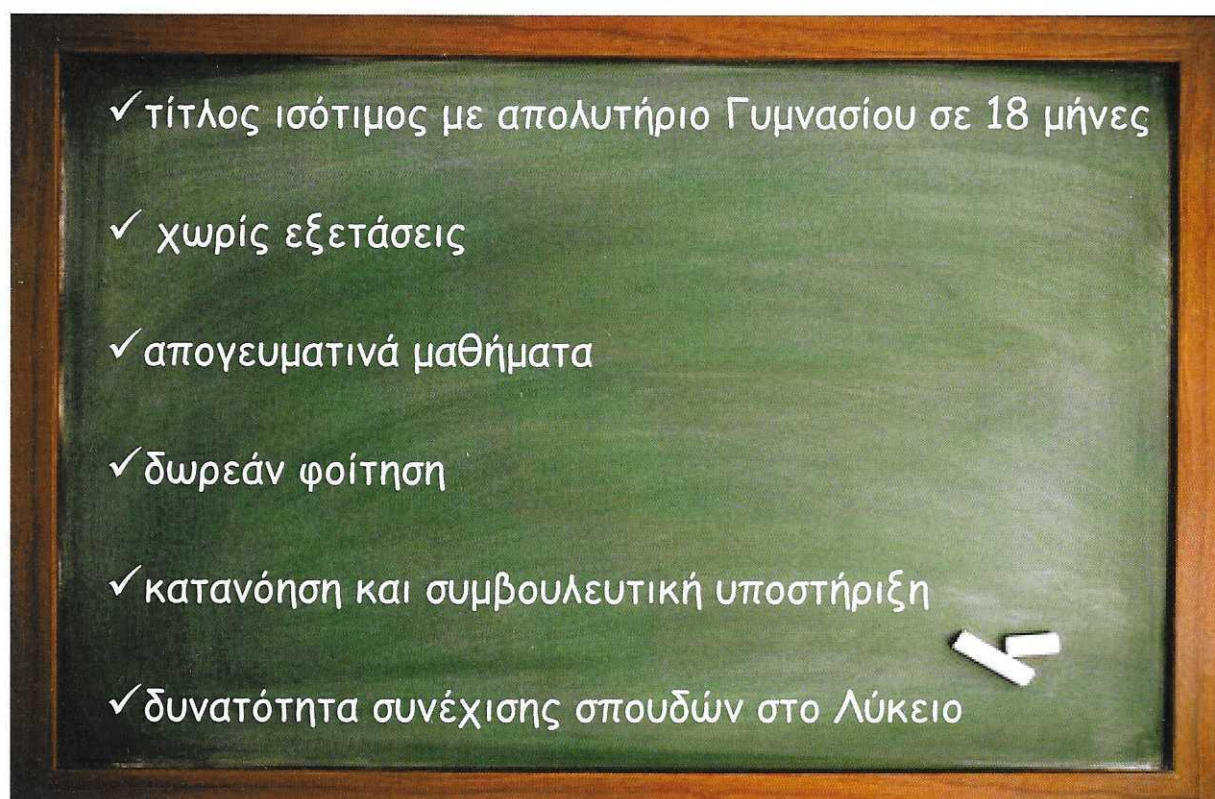 ✓τίτλος ισότιμος με απολυτήριο Γυμνασίου σε 18 μήνες
✓ χωρίς εξετάσεις
✓απογευματινά μαθήματα
✓δωρεάν φοίτηση
✓κατανόηση και συμβουλευτική υποστήριξη
✓δυνατότητα συνέχισης σπουδών στο Λύκειο